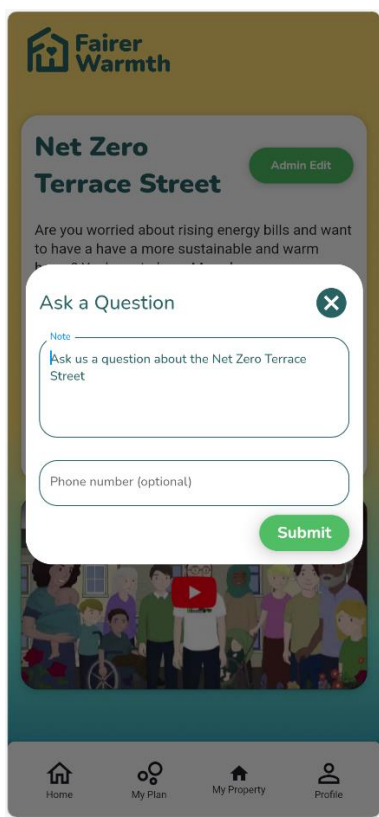 Fairer
Warmth
Net Zero
Terrace Street
Admin Edit
Are you worried about rising energy bills and want
to have a have a more sustainable and warm
Ask a Question
Note
Ask us a question about the Net Zero Terrace
Street
Phone number (optional)
Submit
Home
My Plan
My Property
Profile